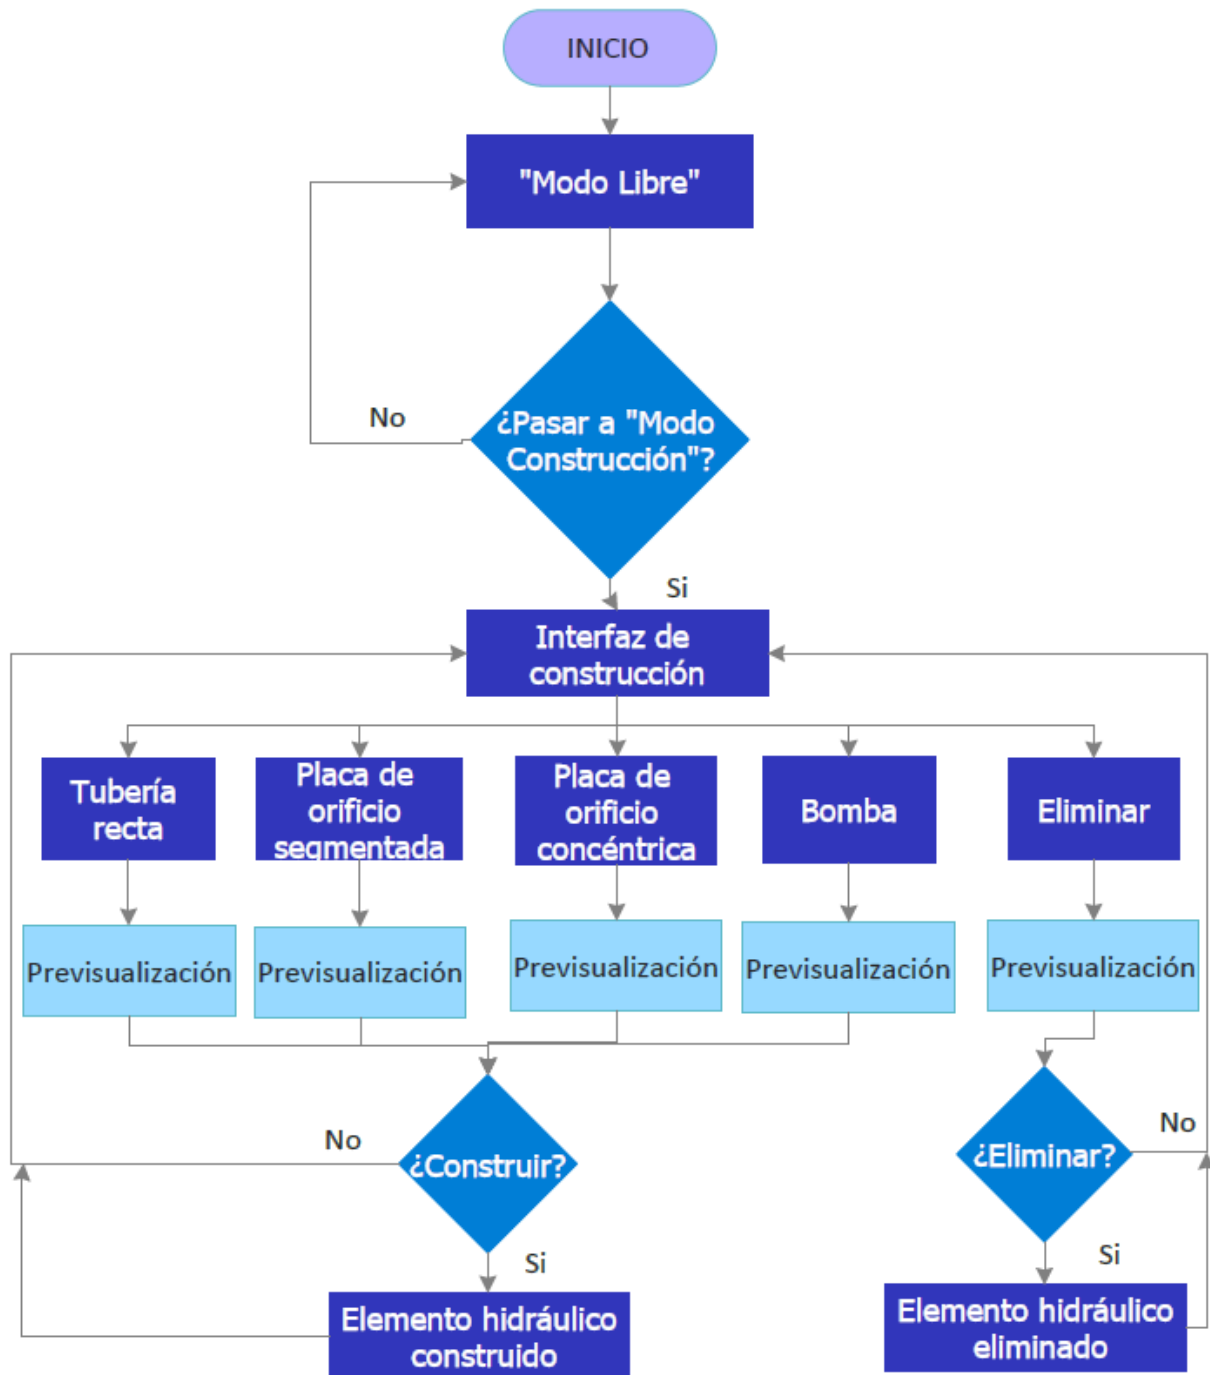 INICIO
"Modo Libre"
No
¿Pasar a "Modo
Construcción"?
Si
Interfaz de
construcción
Tubería
recta
Placa de
orificio
segmentada
Placa de
orificio
concéntrica
Bomba
Eliminar
Previsualización
Previsualización
Previsualización
Previsualización
Previsualización
No
¿Construir?
Si
Elemento hidráulico
construido
No
¿Eliminar?
Si
Elemento hidráulico
eliminado